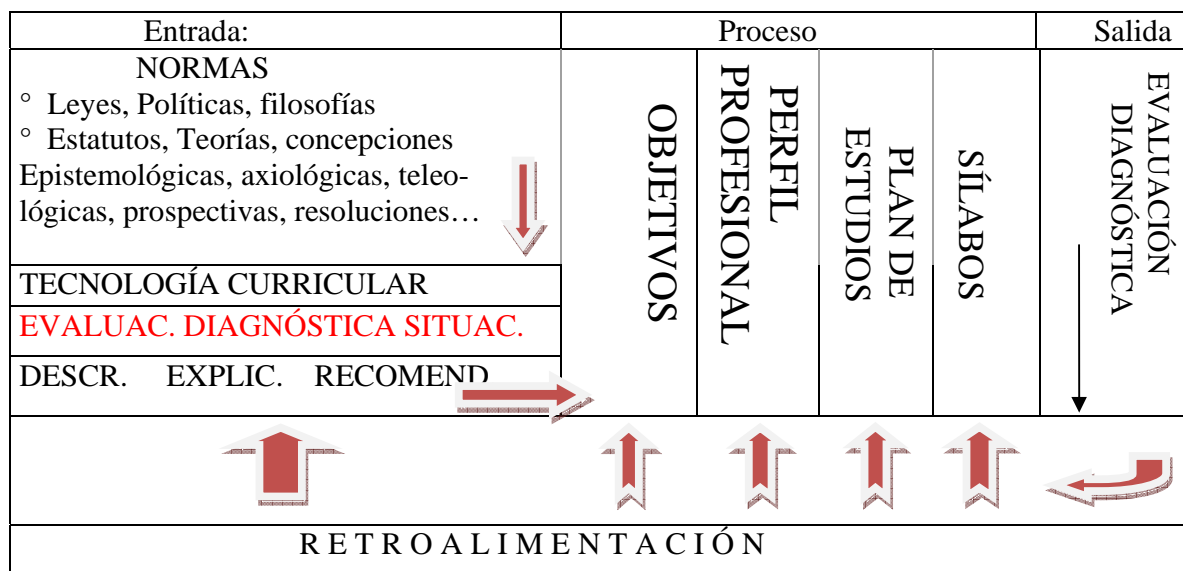 Entrada:
Proceso
Salida
NORMAS
° Leyes, Políticas, filosofías
° Estatutos, Teorías, concepciones
Epistemológicas, axiológicas, teleo-
lógicas, prospectivas, resoluciones…
TECNOLOGÍA CURRICULAR
EVALUAC. DIAGNÓSTICA SITUAC.
DESCR. EXPLIC. RECOMEND
OBJETIVOS
PERFIL
PROFESIONAL
PLAN DE
ESTUDIOS
SÍLABOS
EVALUACIÓN
DIAGNÓSTICA
RETROALIMENTACIÓN